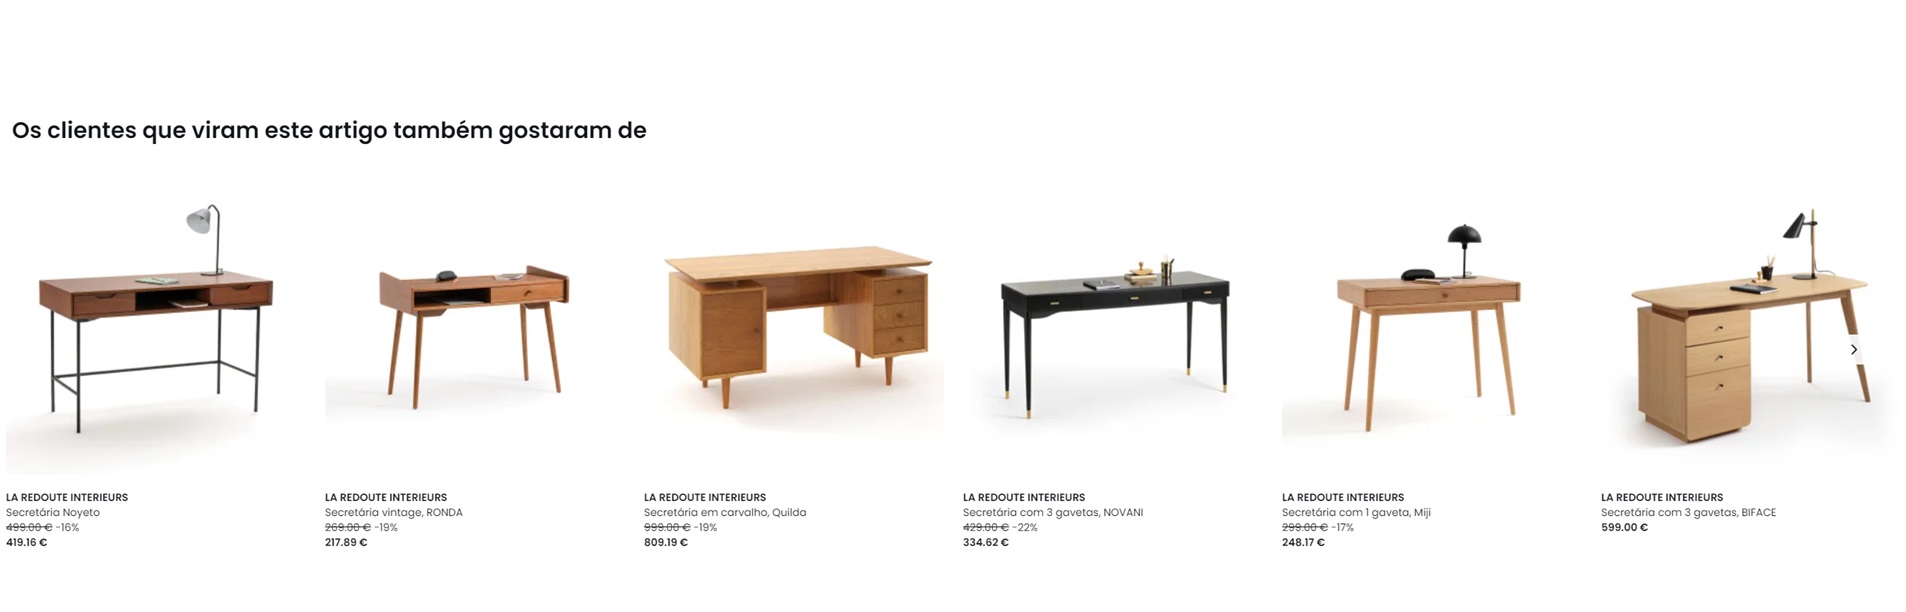 Os clientes que viram este artigo também gostaram de
LA REDOUTE INTERIEURS
Secretária Noyeto
499.00 € -16%
419.16 €
LA REDOUTE INTERIEURS
Secretária vintage, RONDA
269.00 € -19%
217.89 €
LA REDOUTE INTERIEURS
Secretária em carvalho, Quilda
999.00 € -19%
809.19 €
LA REDOUTE INTERIEURS
Secretária com 3 gavetas, NOVANI
429.00 € -22%
334.62 €
LA REDOUTE INTERIEURS
Secretária com 1 gaveta, Miji
299.00 € -17%
248.17 €
LA REDOUTE INTERIEURS
Secretária com 3 gavetas, BIFACE
599.00 €